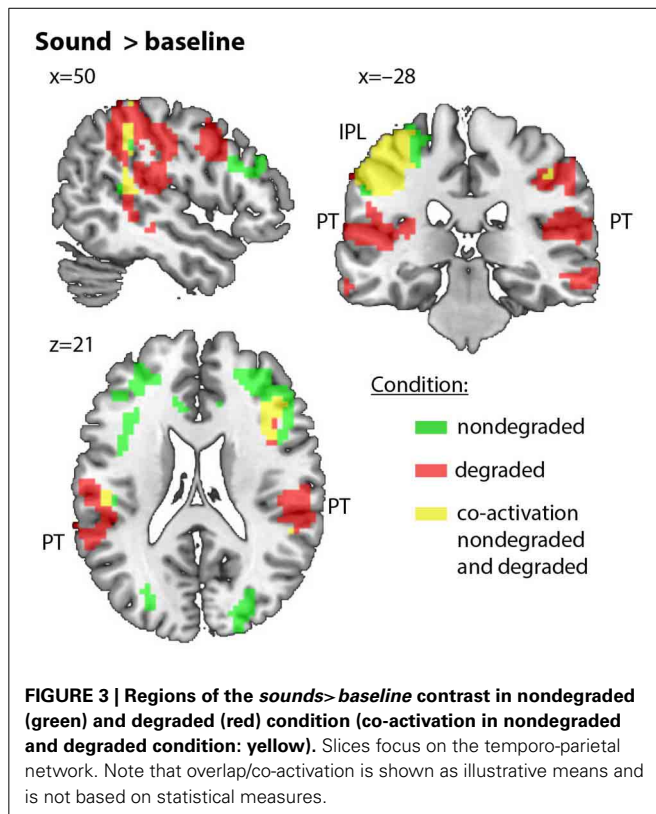 Sound > baseline
x=50
x=–28
IPL
PT
PT
z=21
PT
PT
Condition:
nondegraded
degraded
co-activation
nondegraded
and degraded
FIGURE 3 | Regions of the sounds>baseline contrast in nondegraded
(green) and degraded (red) condition (co-activation in nondegraded
and degraded condition: yellow). Slices focus on the temporo-parietal
network. Note that overlap/co-activation is shown as illustrative means and
is not based on statistical measures.